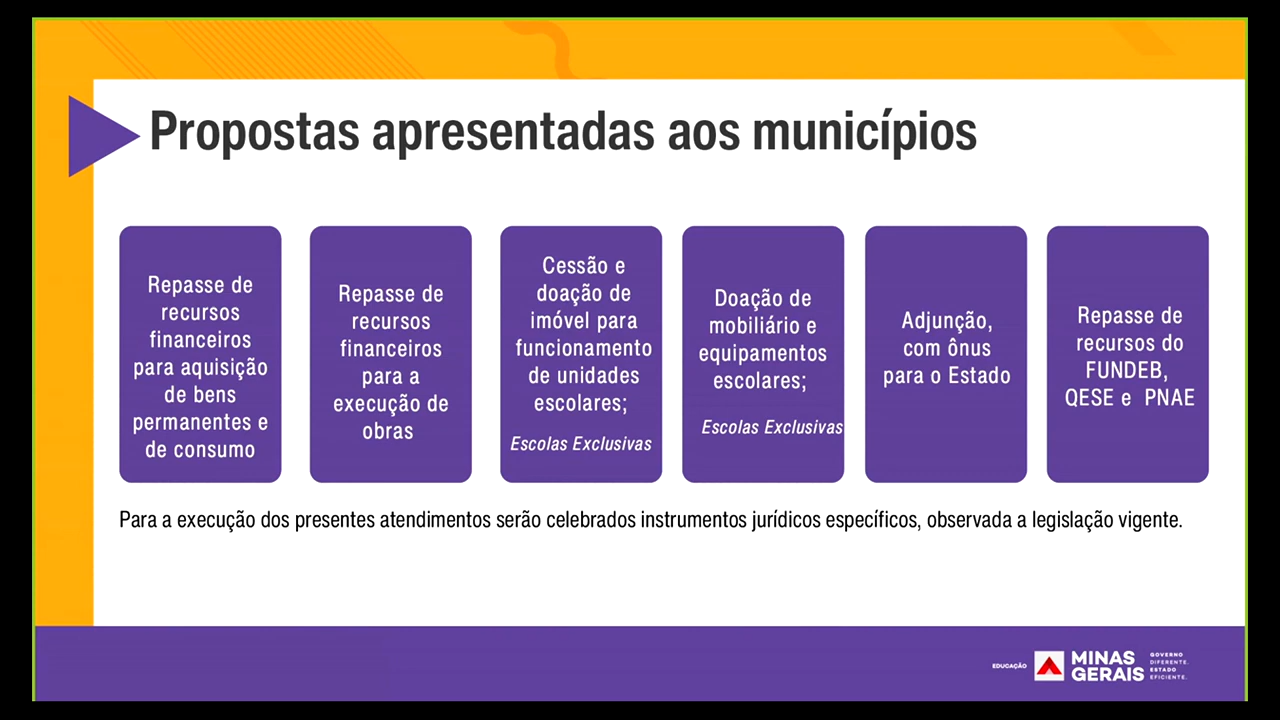 Propostas apresentadas aos municípios
Repasse de
recursos
financeiros
para aquisição
de bens
permanentes e
de consumo
Repasse de
recursos
financeiros
para a
execução de
obras
Cessão e
doação de
imóvel para
funcionamento
de unidades
escolares;
Escolas Exclusivas
Doação de
mobiliário e
equipamentos
escolares;
Escolas Exclusivas
Adjunção,
com ônus
para o Estado
Repasse de
recursos do
FUNDEB,
QESE e PNAE
Para a execução dos presentes atendimentos serão celebrados instrumentos jurídicos específicos, observada a legislação vigente.
EDUCAÇÃO
MINAS
GERAIS
GOVERNO
DIFERENTE.
ESTADO
EFICIENTE.